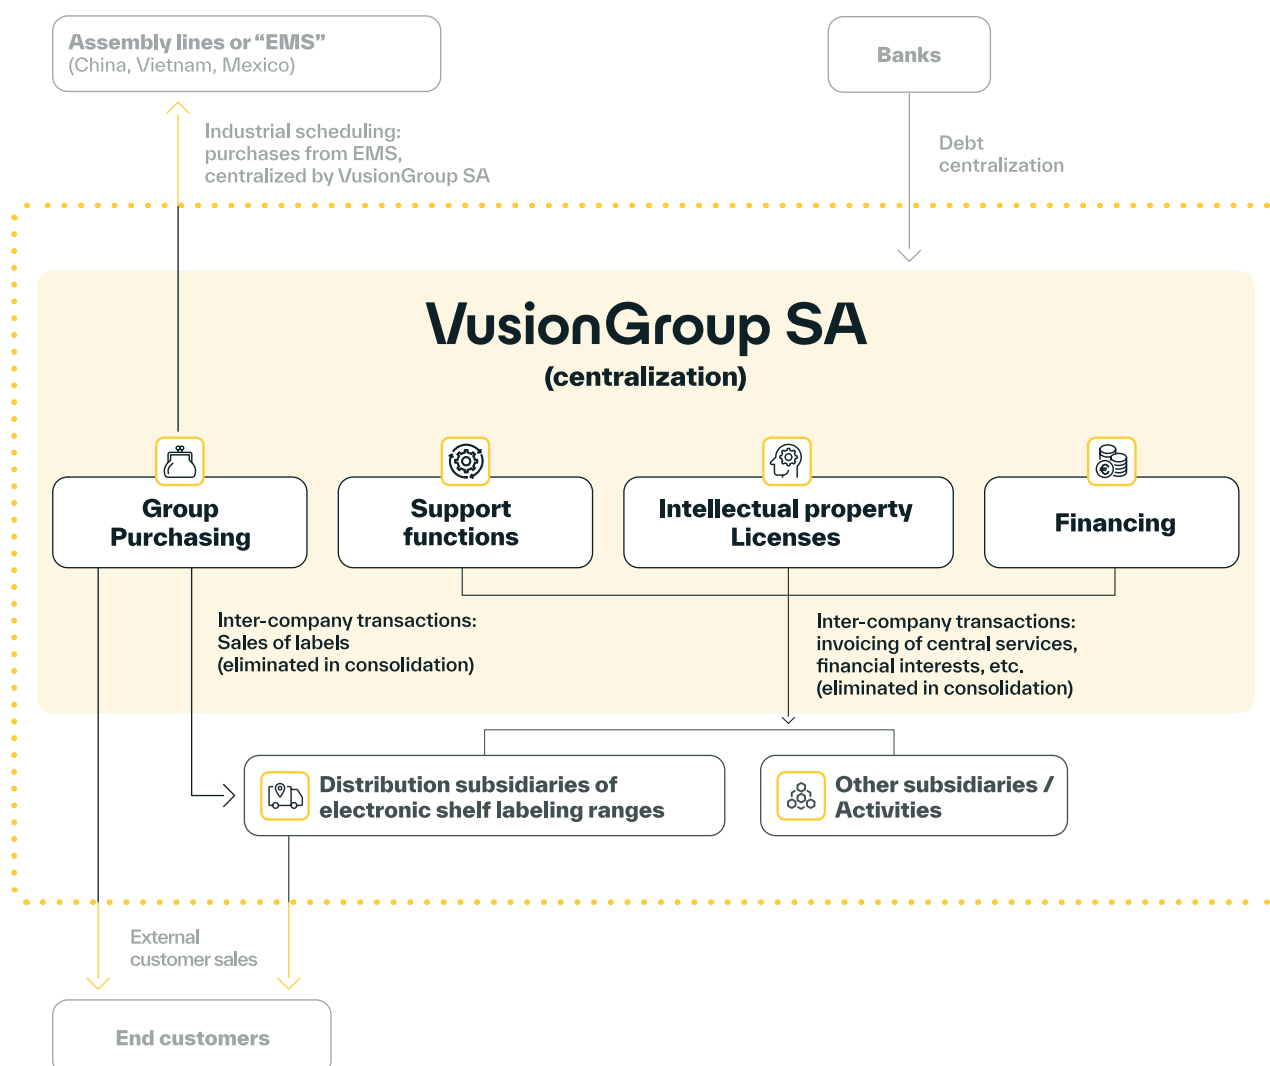 Assembly lines or “EMS”
(China, Vietnam, Mexico)
Banks
Industrial scheduling:
purchases from EMS,
centralized by VusionGroup SA
Debt
centralization
VusionGroup SA
(centralization)
Group
Purchasing
Support
functions
Intellectual property
Licenses
Financing
Inter-company transactions:
Sales of labels
(eliminated in consolidation)
Inter-company transactions:
invoicing of central services,
financial interests, etc.
(eliminated in consolidation)
Distribution subsidiaries of
electronic shelf labeling ranges
Other subsidiaries /
Activities
External
customer sales
End customers